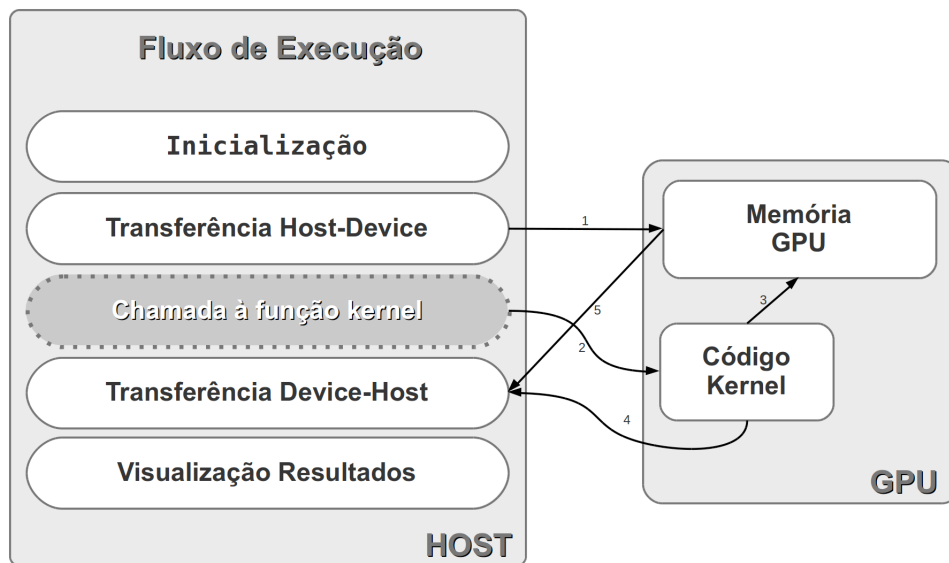 Fluxo de Execução
Inicialização
Transferência Host-Device
Chamada à função kernel
Transferência Device-Host
Visualização Resultados
HOST
1
5
2
3
4
Memória
GPU
Código
Kernel
GPU